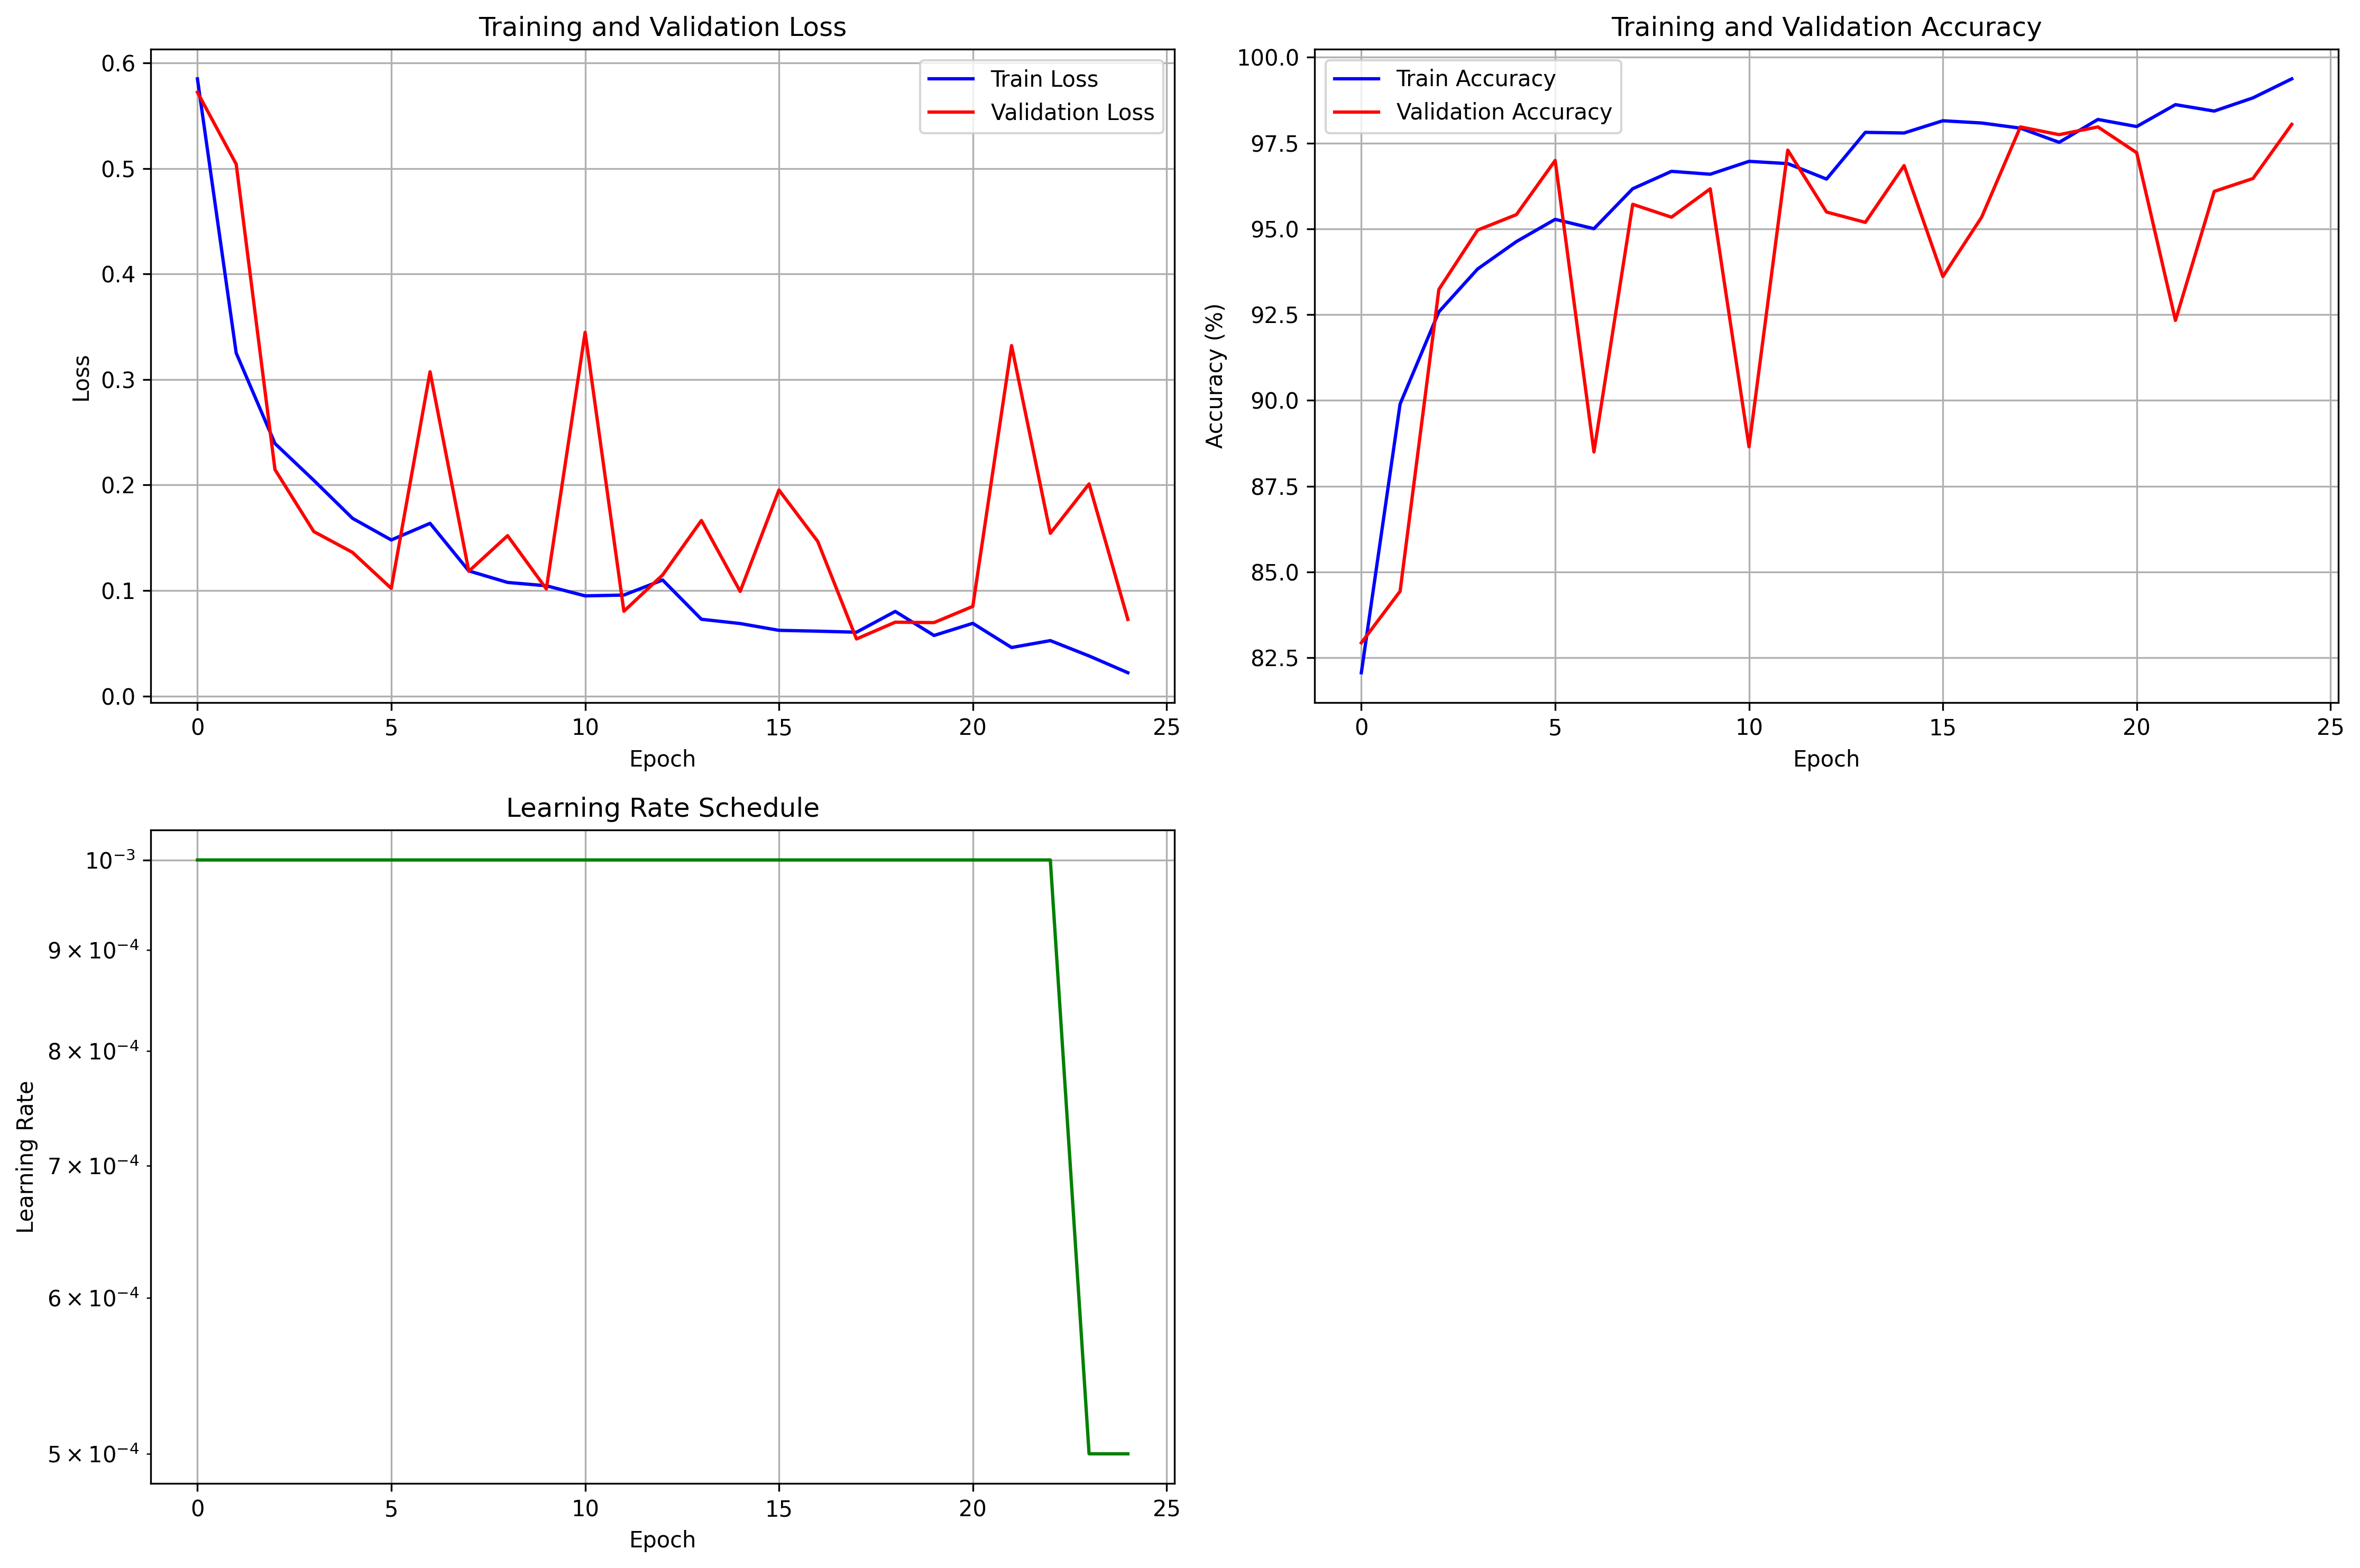 Training and Validation Loss
0.6
0.5
0.4
0.3
0.2
0.1
0.0
Loss
Train Loss
Validation Loss
0 5 10 15 20 25
Epoch
Training and Validation Accuracy
100.0
97.5
95.0
92.5
90.0
87.5
85.0
82.5
Accuracy (%)
Train Accuracy
Validation Accuracy
0 5 10 15 20 25
Epoch
Learning Rate Schedule
10⁻³
9 × 10⁻⁴
8 × 10⁻⁴
7 × 10⁻⁴
6 × 10⁻⁴
5 × 10⁻⁴
Learning Rate
0 5 10 15 20 25
Epoch